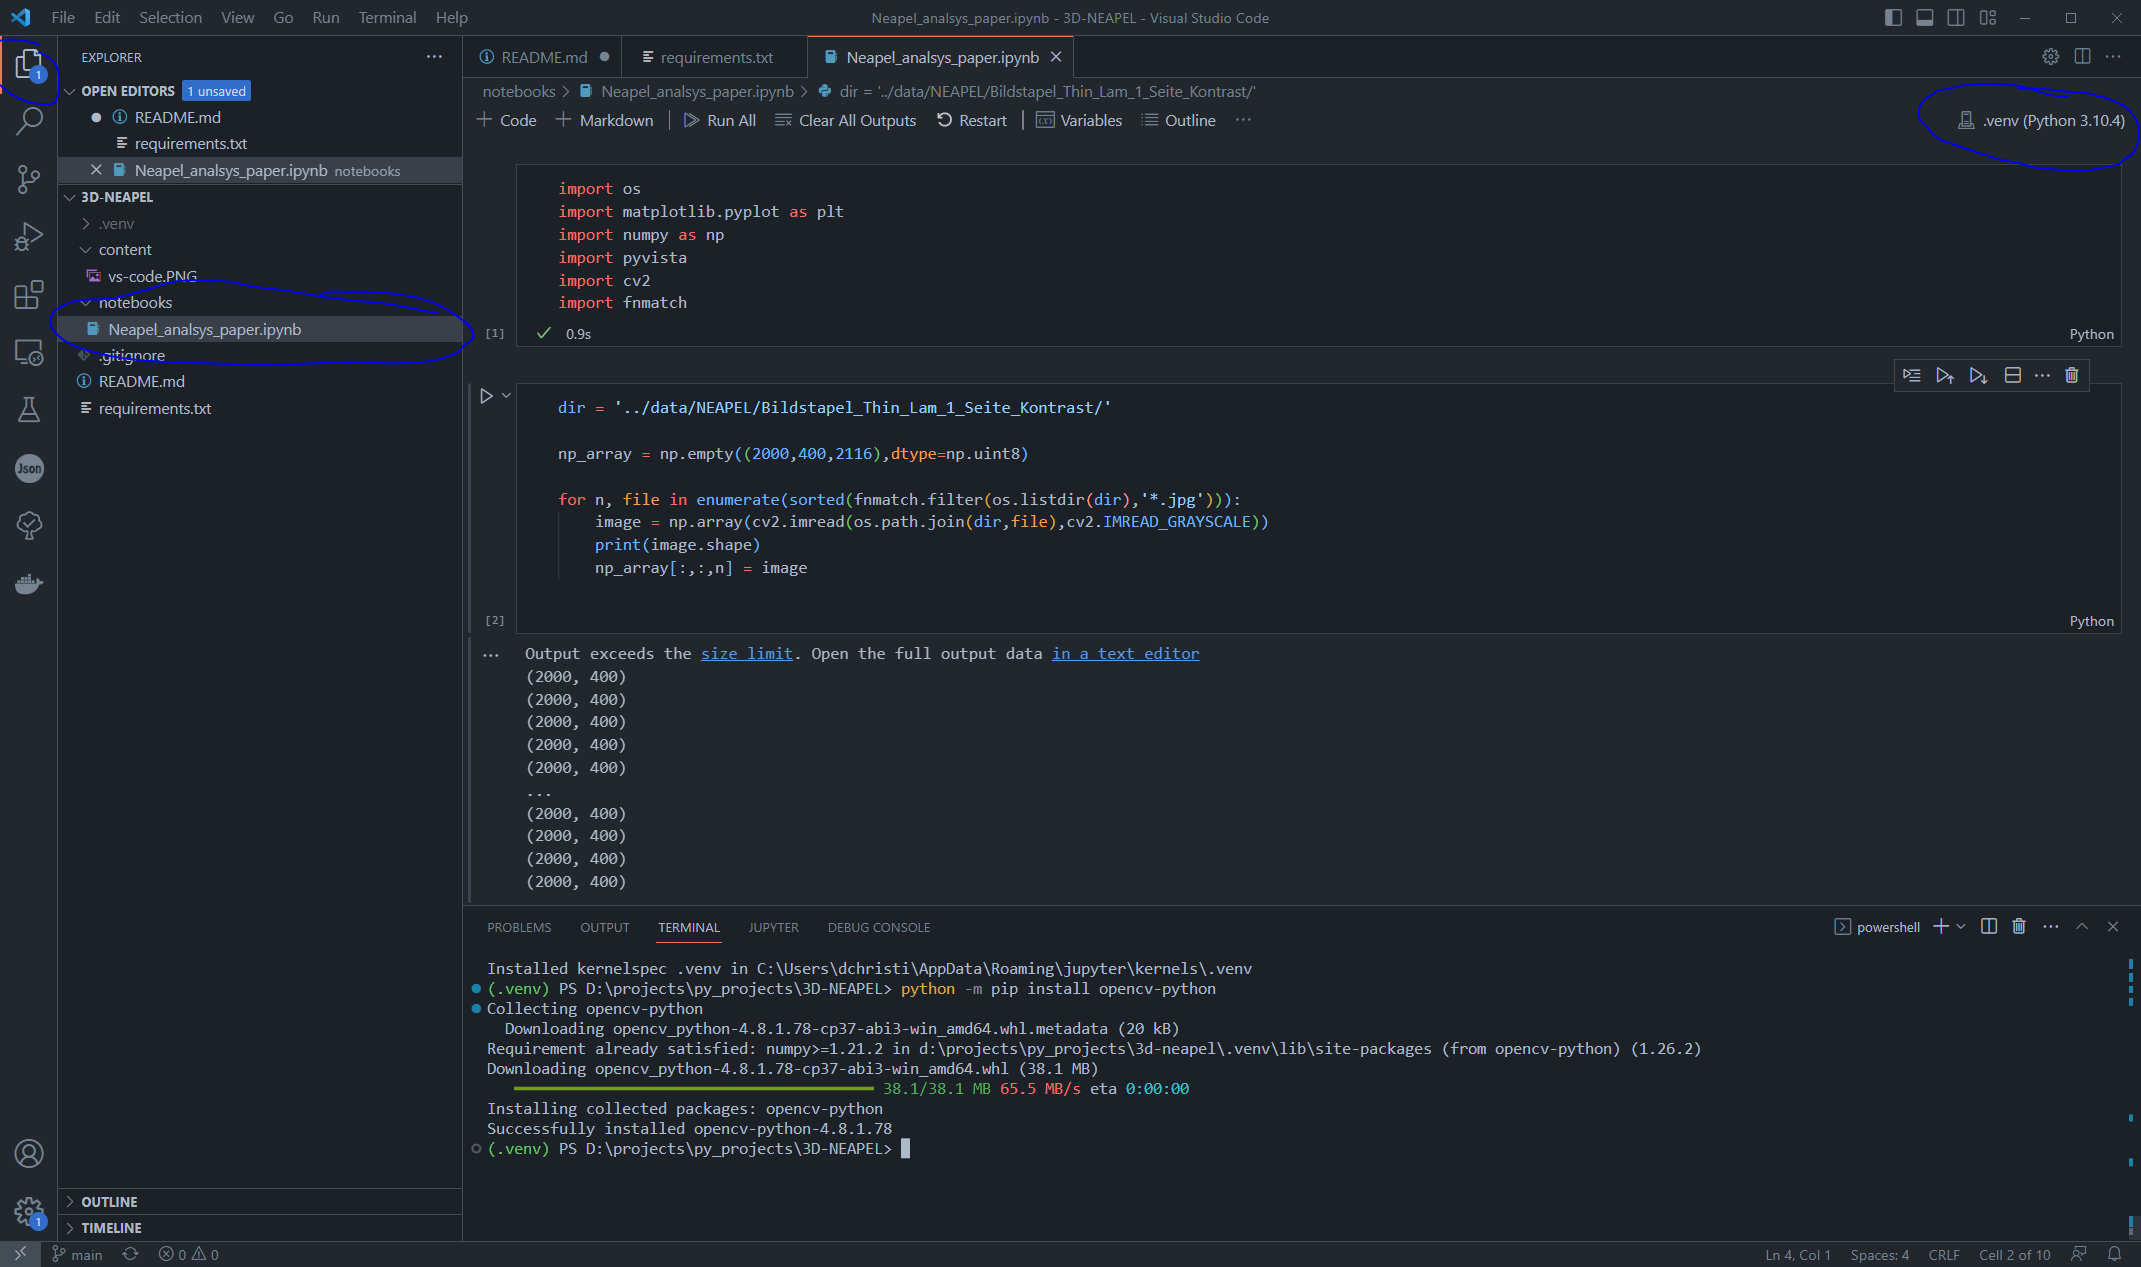 File Edit Selection View Go Run Terminal Help
Neapel_analsys_paper.ipynb - 3D-NEAPEL - Visual Studio Code
1
EXPLORER
OPEN EDITORS 1 unsaved
README.md
requirements.txt
Neapel_analsys_paper.ipynb notebooks
3D-NEAPEL
.venv
content
vs-code.PNG
notebooks
Neapel_analsys_paper.ipynb
.gitignore
README.md
requirements.txt
Json
1
OUTLINE
TIMELINE
README.md requirements.txt Neapel_analsys_paper.ipynb
notebooks > Neapel_analsys_paper.ipynb > dir = '../data/NEAPEL/Bildstapel_Thin_Lam_1_Seite_Kontrast/'
+ Code + Markdown | Run All Clear All Outputs Restart | Variables Outline ...
.venv (Python 3.10.4)
import os
import matplotlib.pyplot as plt
import numpy as np
import pyvista
import cv2
import fnmatch
[1] ✓ 0.9s Python
dir = '../data/NEAPEL/Bildstapel_Thin_Lam_1_Seite_Kontrast/'
np_array = np.empty((2000,400,2116),dtype=np.uint8)
for n, file in enumerate(sorted(fnmatch.filter(os.listdir(dir),'*.jpg'))):
image = np.array(cv2.imread(os.path.join(dir,file),cv2.IMREAD_GRAYSCALE))
print(image.shape)
np_array[:,:,n] = image
[2] Python
... Output exceeds the size limit. Open the full output data in a text editor
(2000, 400)
(2000, 400)
(2000, 400)
(2000, 400)
(2000, 400)
...
(2000, 400)
(2000, 400)
(2000, 400)
(2000, 400)
PROBLEMS OUTPUT TERMINAL JUPYTER DEBUG CONSOLE
powershell
Installed kernelspec .venv in C:\Users\dchristi\AppData\Roaming\jupyter\kernels\.venv
(.venv) PS D:\projects\py_projects\3D-NEAPEL> python -m pip install opencv-python
Collecting opencv-python
Downloading opencv_python-4.8.1.78-cp37-abi3-win_amd64.whl.metadata (20 kB)
Requirement already satisfied: numpy>=1.21.2 in d:\projects\py_projects\3d-neapel\.venv\lib\site-packages (from opencv-python) (1.26.2)
Downloading opencv_python-4.8.1.78-cp37-abi3-win_amd64.whl (38.1 MB)
38.1/38.1 MB 65.5 MB/s eta 0:00:00
Installing collected packages: opencv-python
Successfully installed opencv-python-4.8.1.78
(.venv) PS D:\projects\py_projects\3D-NEAPEL>
main 0 0
Ln 4, Col 1 Spaces: 4 CRLF Cell 2 of 10